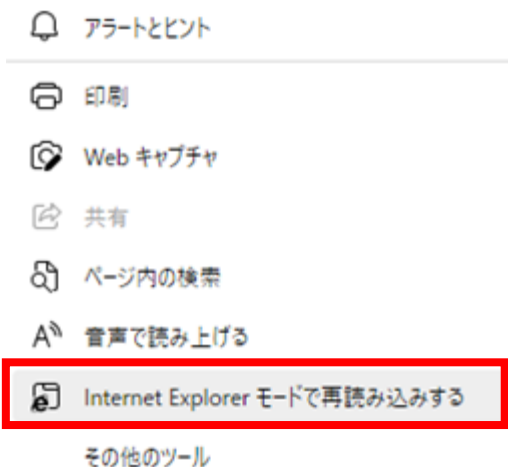 アラートとヒント
印刷
Web キャプチャ
共有
ページ内の検索
音声で読み上げる
Internet Explorer モードで再読み込みする
その他のツール